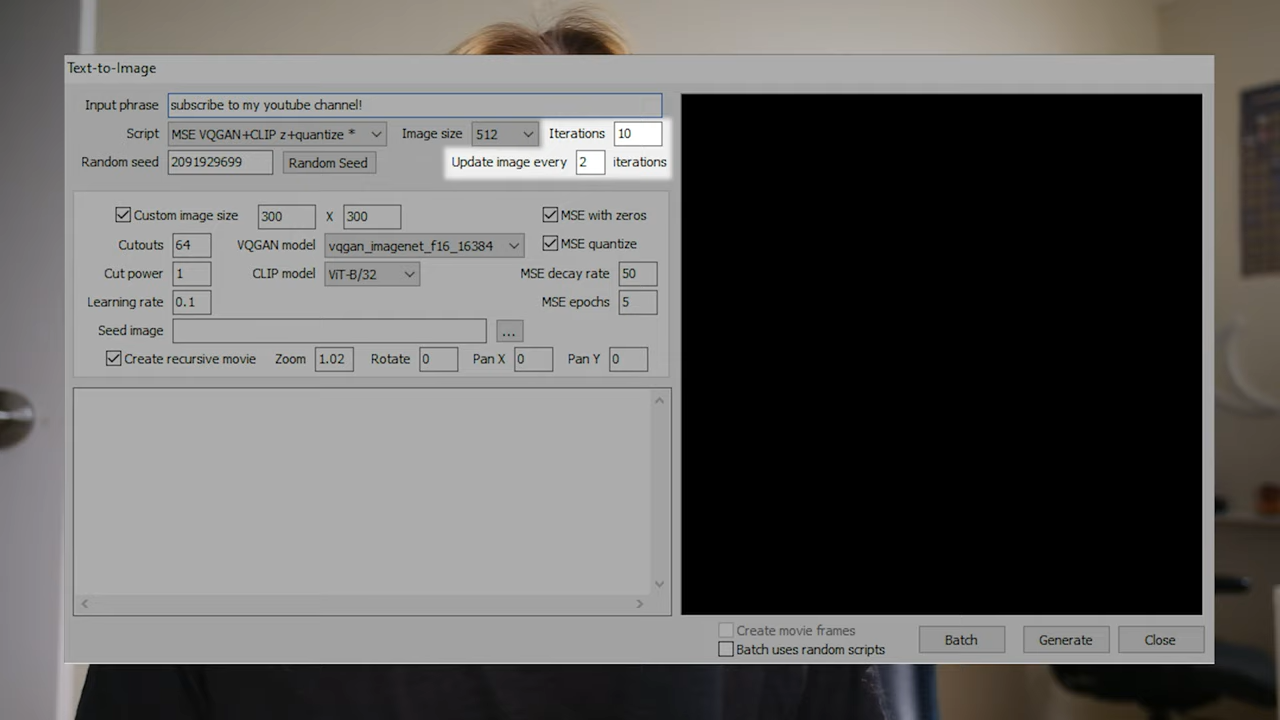 Text-to-Image
Input phrase subscribe to my youtube channel!
Script MSE VQGAN+CLIP z+quantize * Image size 512 Iterations 10
Random seed 2091929699 Random Seed Update image every 2 iterations
Custom image size 300 X 300 MSE with zeros
Cutouts 64 VQGAN model vqgan_imagenet_f16_16384 MSE quantize
Cut power 1 CLIP model ViT-B/32 MSE decay rate 50
Learning rate 0.1 MSE epochs 5
Seed image ...
Create recursive movie Zoom 1.02 Rotate 0 Pan X 0 Pan Y 0
Create movie frames
Batch uses random scripts
Batch Generate Close